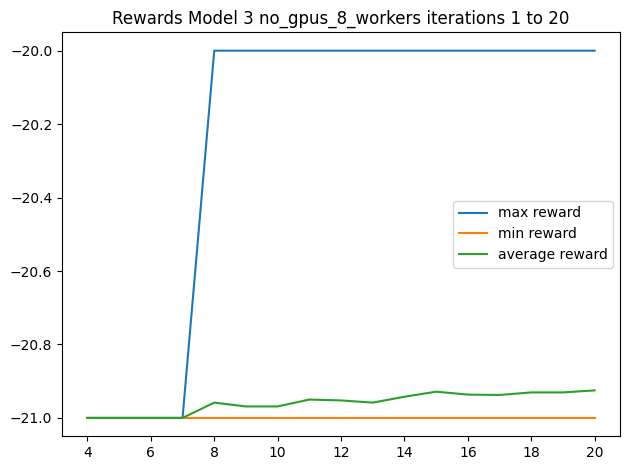 Rewards Model 3 no_gpus_8_workers iterations 1 to 20
−20.0
−20.2
−20.4
−20.6
−20.8
−21.0
max reward
min reward
average reward
4 6 8 10 12 14 16 18 20